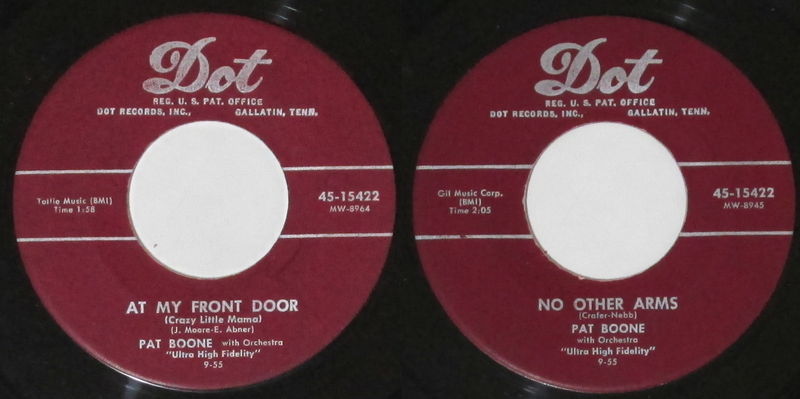 Dot
REG. U. S. PAT. OFFICE
DOT RECORDS, INC., GALLATIN, TENN.
Tollie Music (BMI)
Time 1:58
45-15422
MW-8964
AT MY FRONT DOOR
(Crazy Little Mama)
(J. Moore-E. Abner)
PAT BOONE with Orchestra
"Ultra High Fidelity"
9-55
Dot
REG. U. S. PAT. OFFICE
DOT RECORDS, INC., GALLATIN, TENN.
Gil Music Corp.
(BMI)
Time 2:05
45-15422
MW-8945
NO OTHER ARMS
(Crafer-Nebb)
PAT BOONE
with Orchestra
"Ultra High Fidelity"
9-55